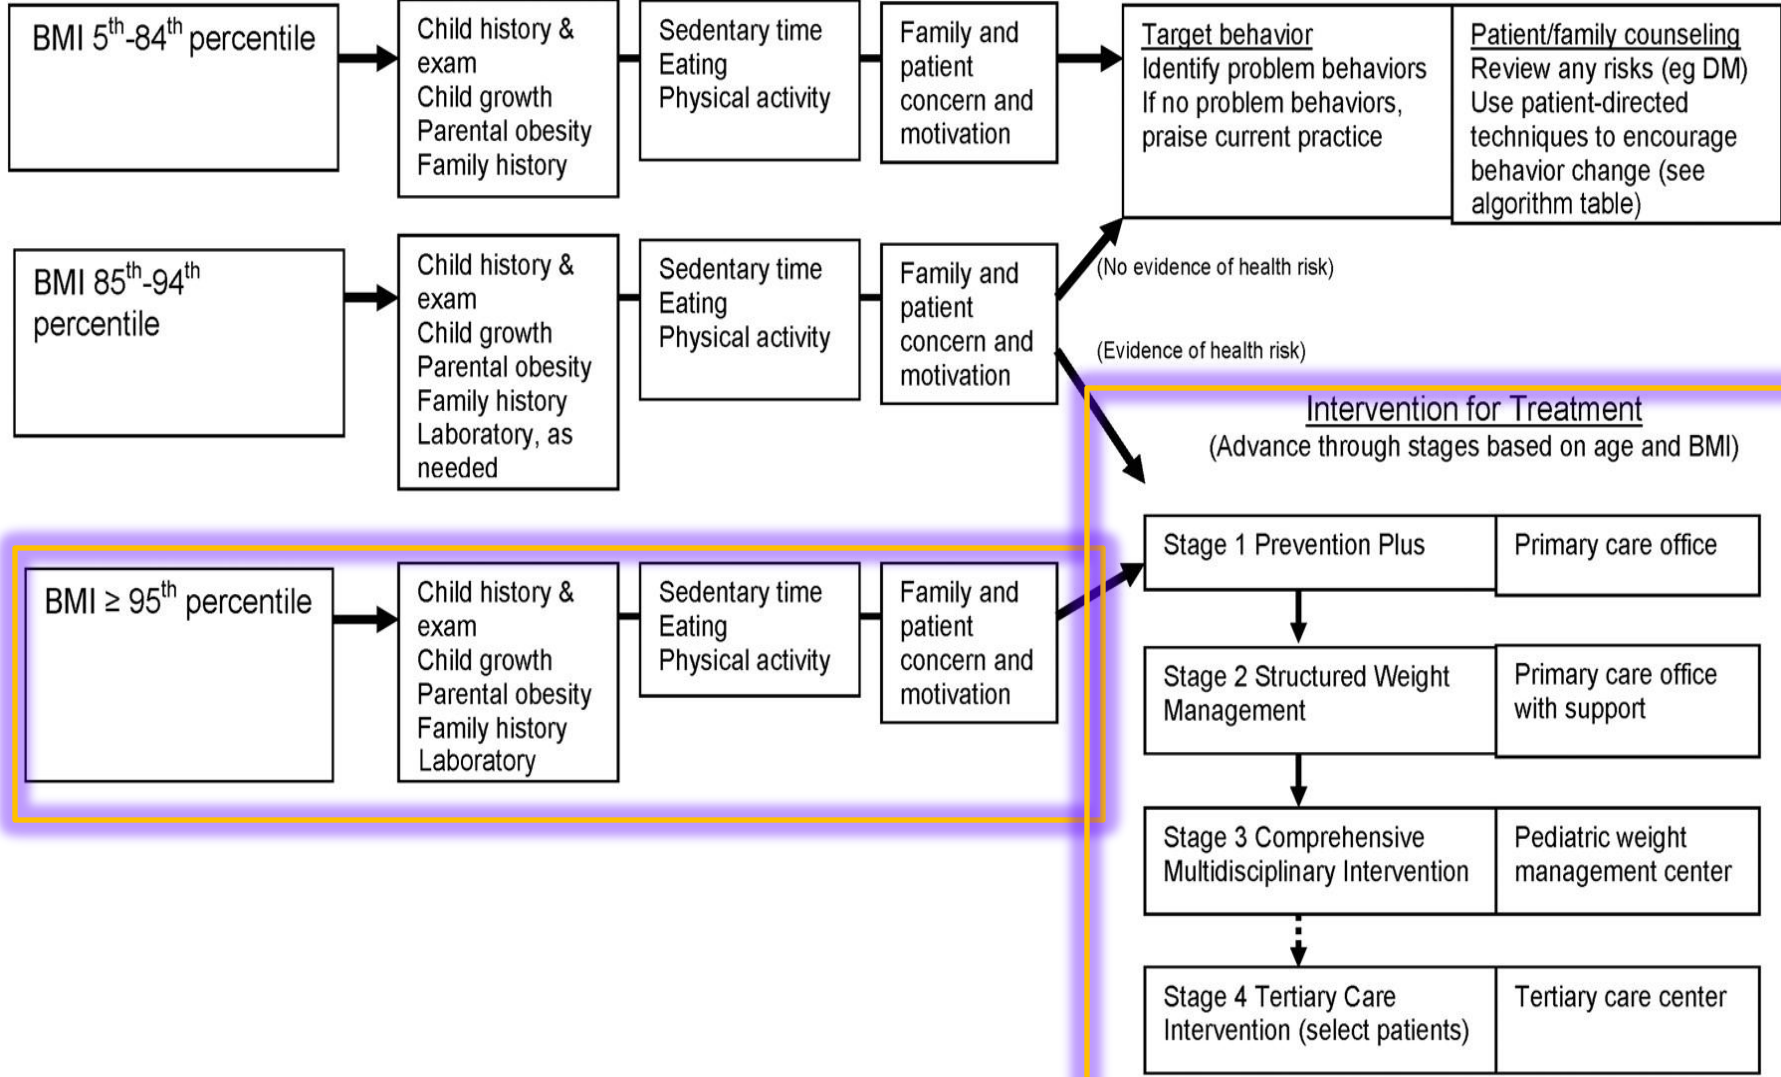 BMI 5th-84th percentile
Child history &
exam
Child growth
Parental obesity
Family history
Sedentary time
Eating
Physical activity
Family and
patient
concern and
motivation
Target behavior
Identify problem behaviors
If no problem behaviors,
praise current practice
Patient/family counseling
Review any risks (eg DM)
Use patient-directed
techniques to encourage
behavior change (see
algorithm table)
BMI 85th-94th
percentile
Child history &
exam
Child growth
Parental obesity
Family history
Laboratory, as
needed
Sedentary time
Eating
Physical activity
Family and
patient
concern and
motivation
(No evidence of health risk)
(Evidence of health risk)
BMI ≥ 95th percentile
Child history &
exam
Child growth
Parental obesity
Family history
Laboratory
Sedentary time
Eating
Physical activity
Family and
patient
concern and
motivation
Intervention for Treatment
(Advance through stages based on age and BMI)
Stage 1 Prevention Plus
Primary care office
Stage 2 Structured Weight
Management
Primary care office
with support
Stage 3 Comprehensive
Multidisciplinary Intervention
Pediatric weight
management center
Stage 4 Tertiary Care
Intervention (select patients)
Tertiary care center